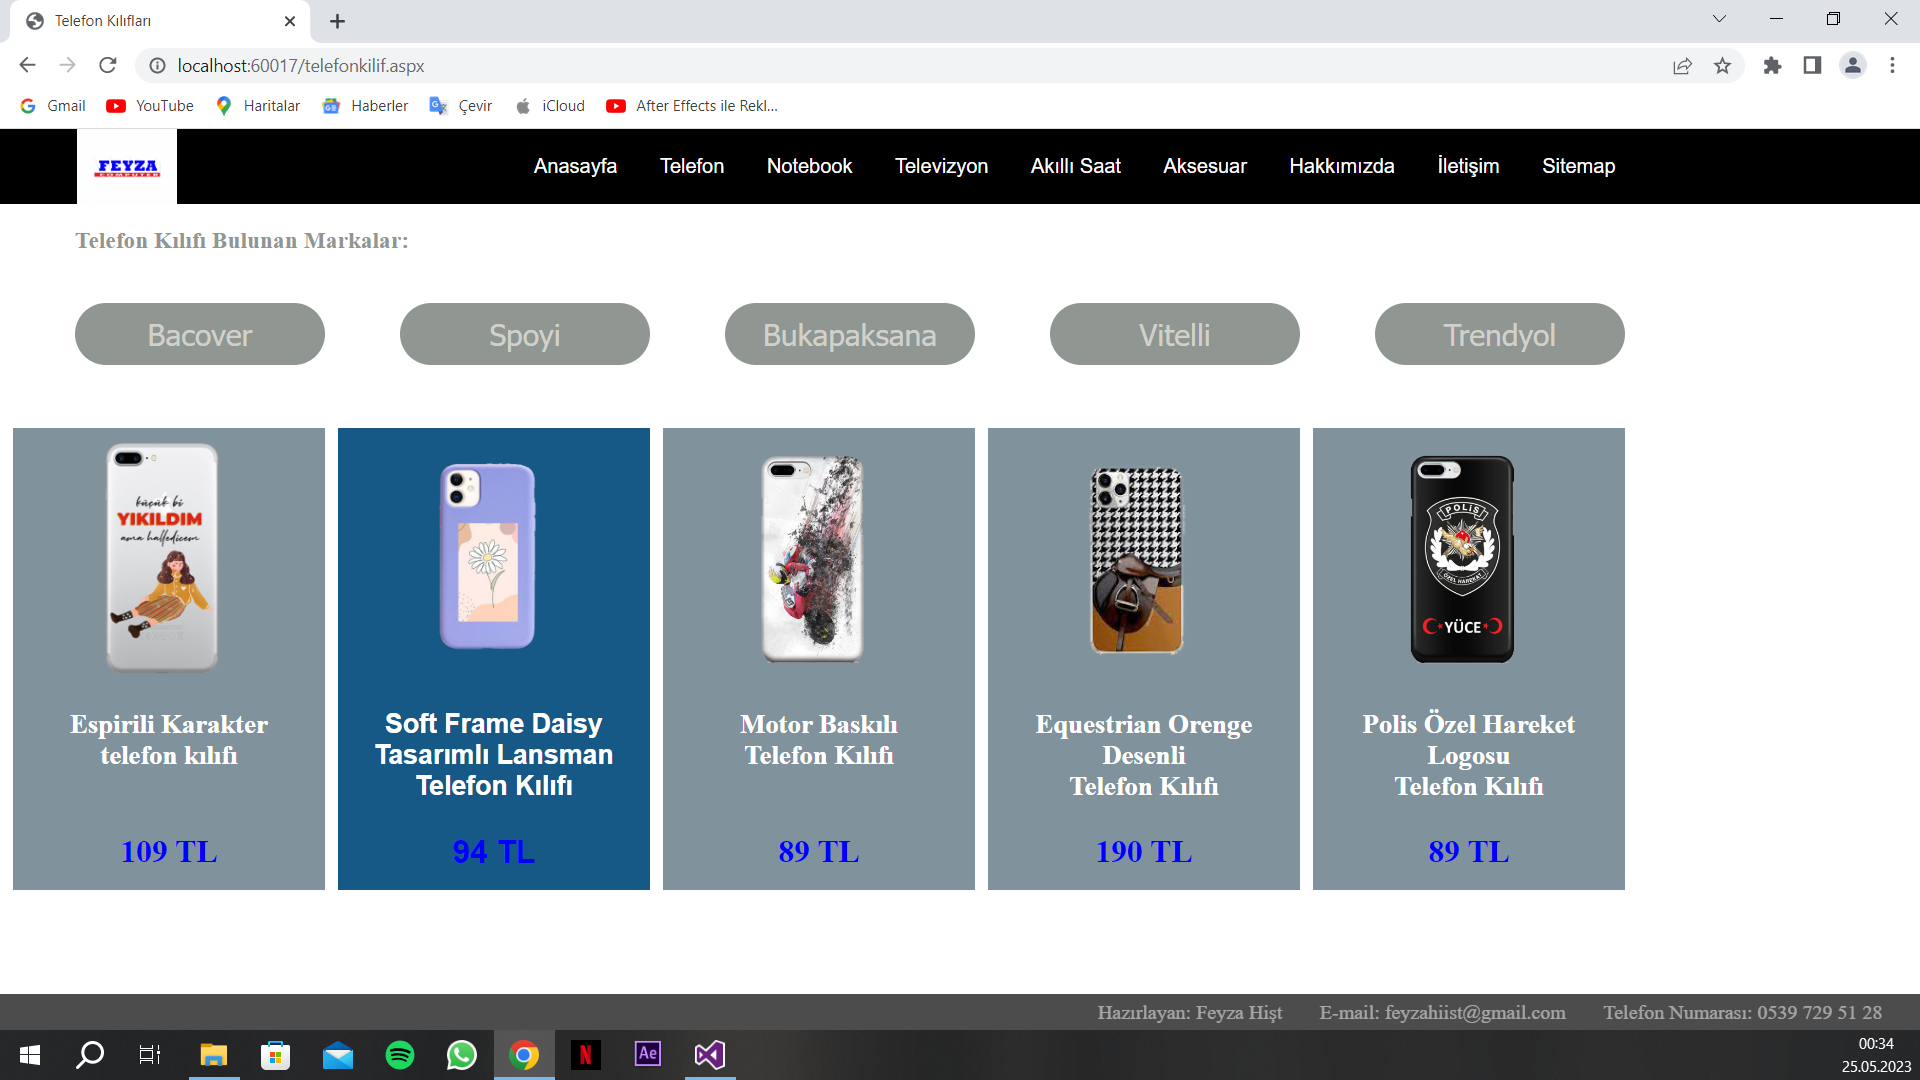 Telefon Kılıfları
localhost:60017/telefonkilif.aspx
Gmail
YouTube
Haritalar
Haberler
Çevir
iCloud
After Effects ile Rekl...
FEYZA
COMPUTER
Anasayfa
Telefon
Notebook
Televizyon
Akıllı Saat
Aksesuar
Hakkımızda
İletişim
Sitemap
Telefon Kılıfı Bulunan Markalar:
Bacover
Spoyi
Bukapaksana
Vitelli
Trendyol
küçük bi
YIKILDIM
ama halledicem
POLİS
ÖZEL HAREKAT
YÜCE
Espirili Karakter
telefon kılıfı
109 TL
Soft Frame Daisy
Tasarımlı Lansman
Telefon Kılıfı
94 TL
Motor Baskılı
Telefon Kılıfı
89 TL
Equestrian Orenge
Desenli
Telefon Kılıfı
190 TL
Polis Özel Hareket
Logosu
Telefon Kılıfı
89 TL
Hazırlayan: Feyza Hişt
E-mail: feyzahiist@gmail.com
Telefon Numarası: 0539 729 51 28
Ae
00:34
25.05.2023